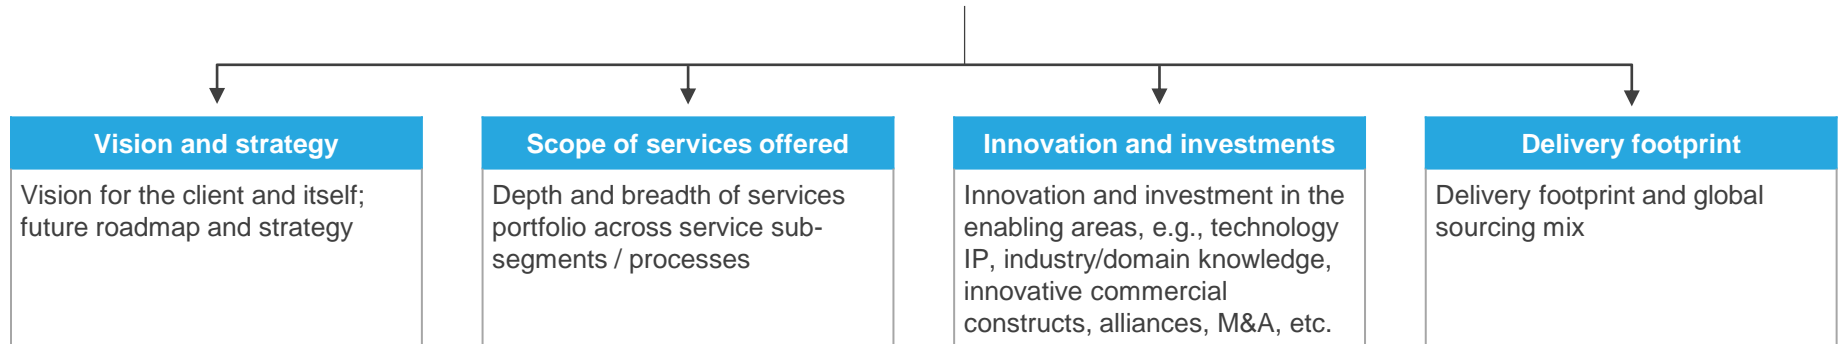 Vision and strategy
Vision for the client and itself;
future roadmap and strategy
Scope of services offered
Depth and breadth of services
portfolio across service sub-
segments / processes
Innovation and investments
Innovation and investment in the
enabling areas, e.g., technology
IP, industry/domain knowledge,
innovative commercial
constructs, alliances, M&A, etc.
Delivery footprint
Delivery footprint and global
sourcing mix